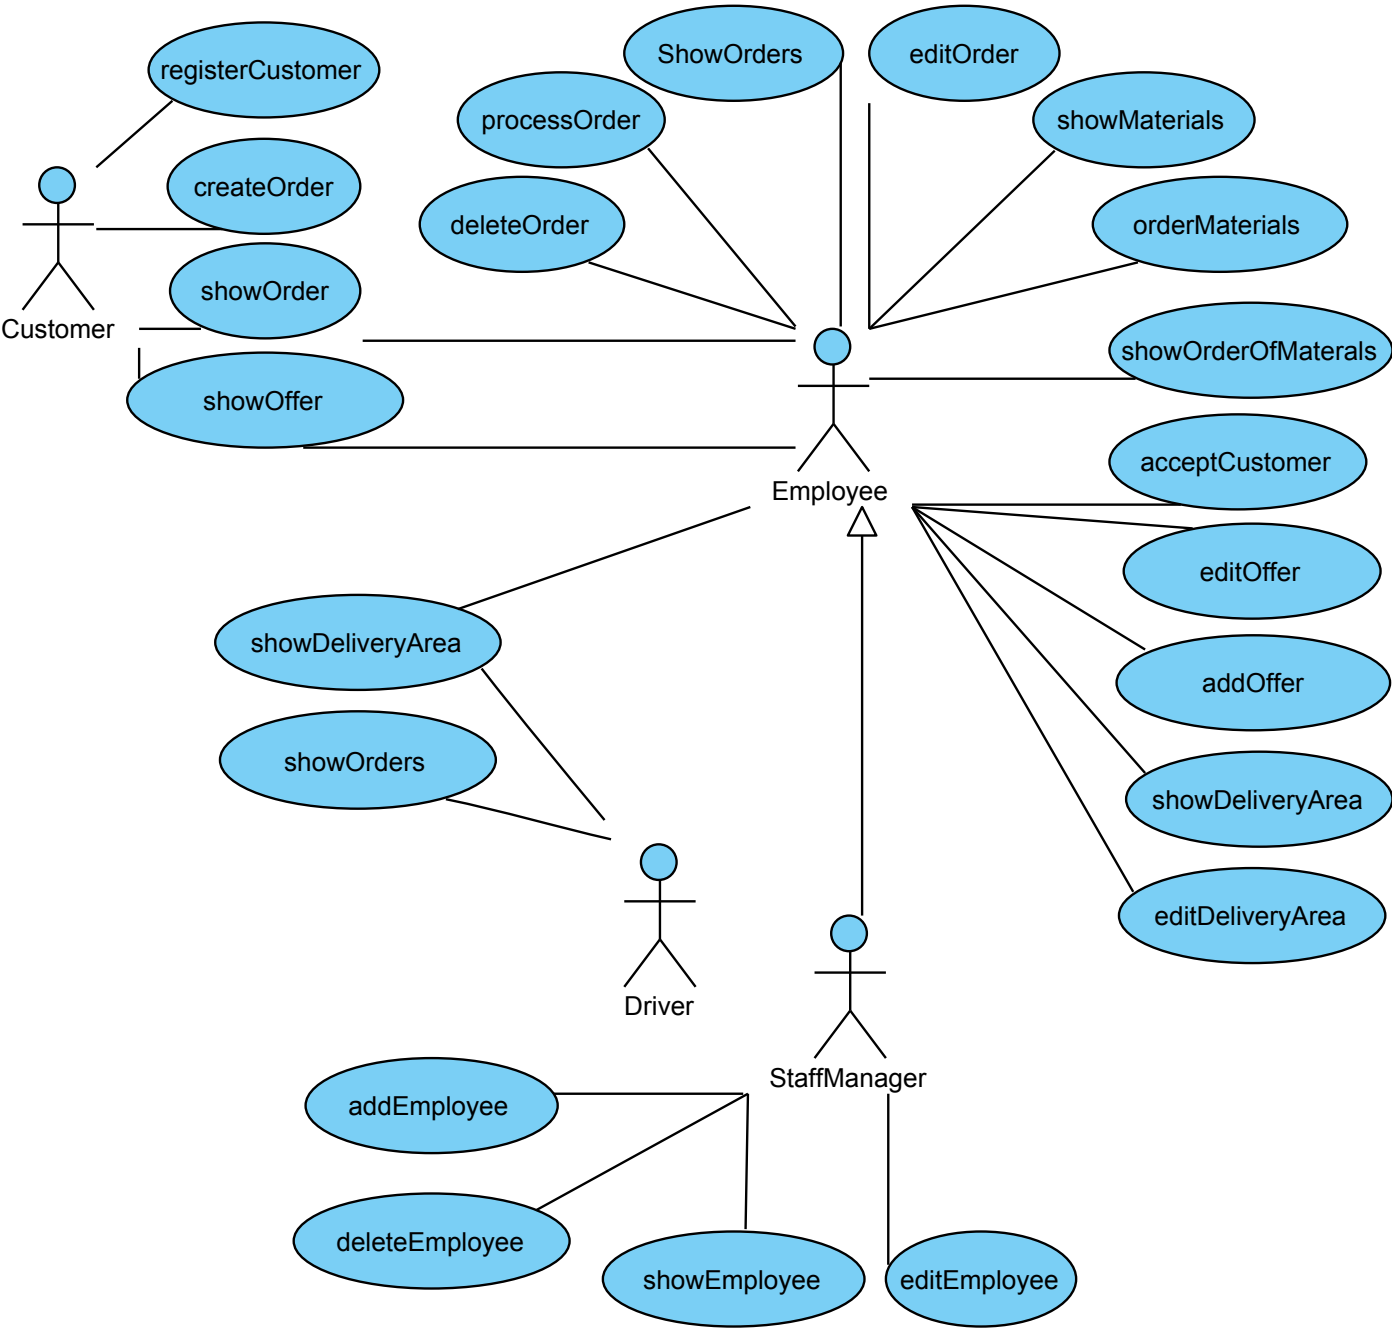 ShowOrders
editOrder
registerCustomer
processOrder
showMaterials
createOrder
deleteOrder
orderMaterials
showOrder
Customer
showOrderOfMaterals
showOffer
acceptCustomer
Employee
editOffer
showDeliveryArea
addOffer
showOrders
showDeliveryArea
editDeliveryArea
Driver
StaffManager
addEmployee
deleteEmployee
showEmployee
editEmployee